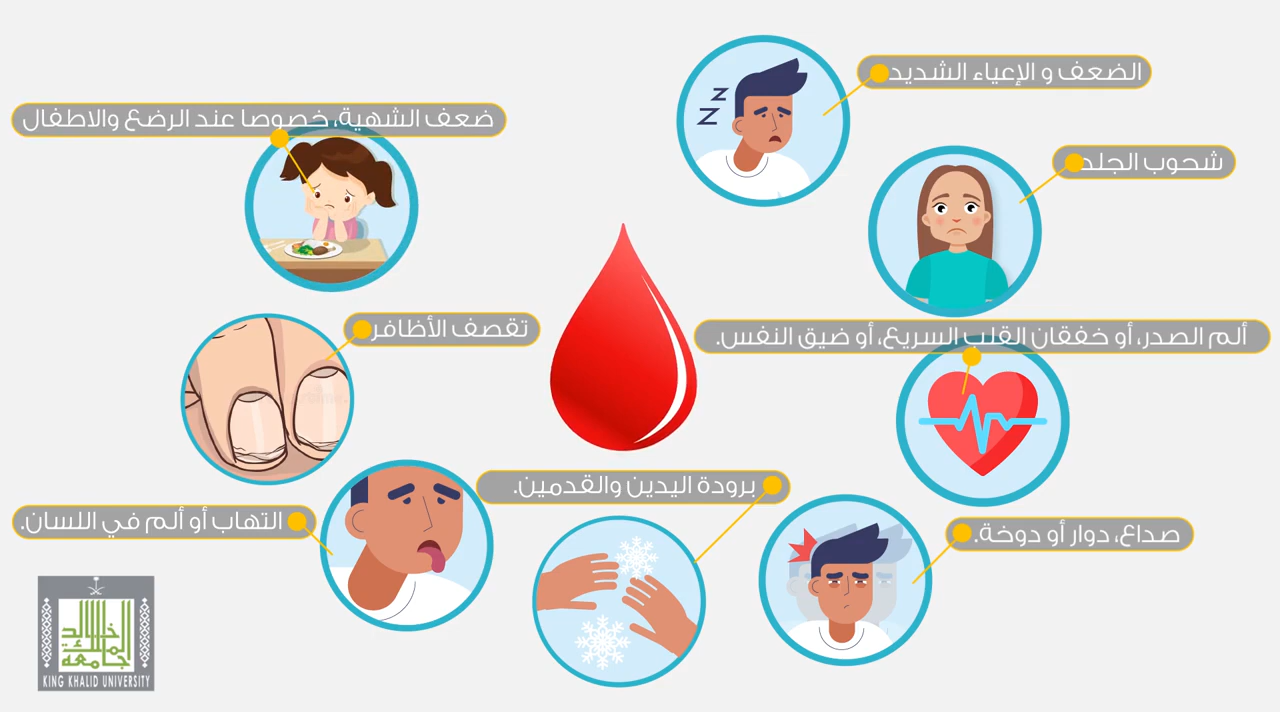 الضعف و الإعياء الشديد
شحوب الجلد
ألم الصدر، أو خفقان القلب السريع، أو ضيق النفس.
صداع، دوار أو دوخة.
برودة اليدين والقدمين.
التهاب أو ألم في اللسان.
تقصف الأظافر
ضعف الشهية، خصوصا عند الرضع والاطفال
Z
Z
جامعة
الملك
خالد
KING KHALID UNIVERSITY